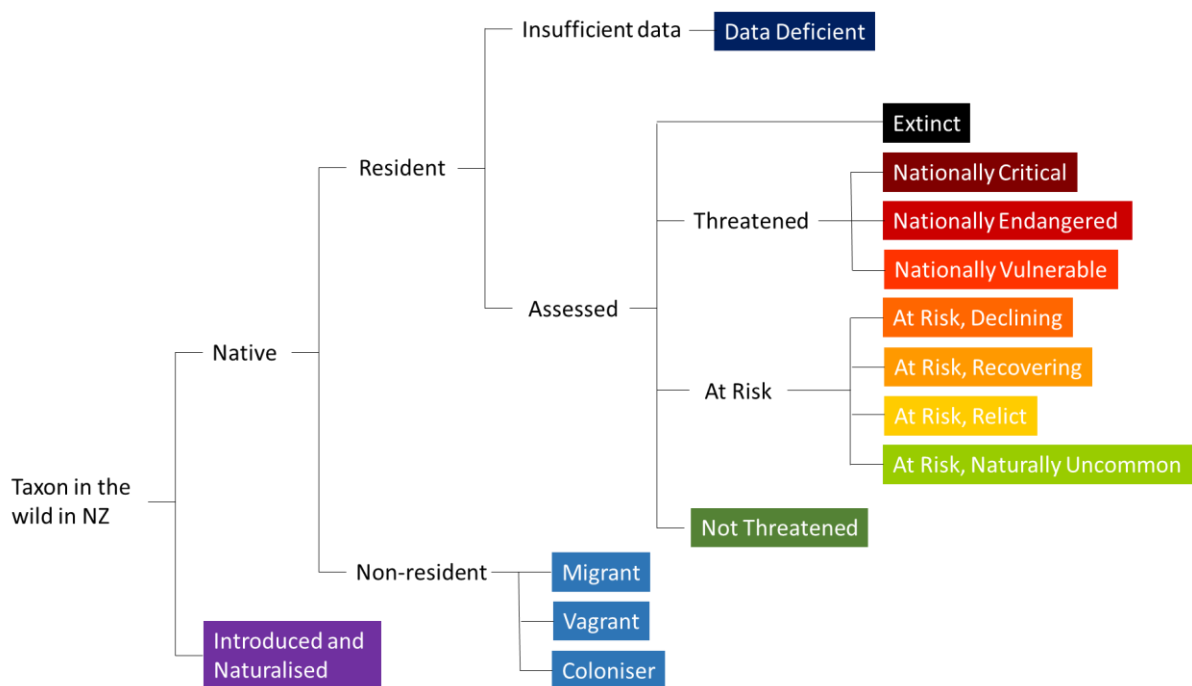 Insufficient data
Data Deficient
Extinct
Resident
Nationally Critical
Threatened
Nationally Endangered
Nationally Vulnerable
Assessed
At Risk, Declining
Native
At Risk, Recovering
At Risk
At Risk, Relict
At Risk, Naturally Uncommon
Taxon in the
wild in NZ
Not Threatened
Non-resident
Migrant
Vagrant
Introduced and
Naturalised
Coloniser